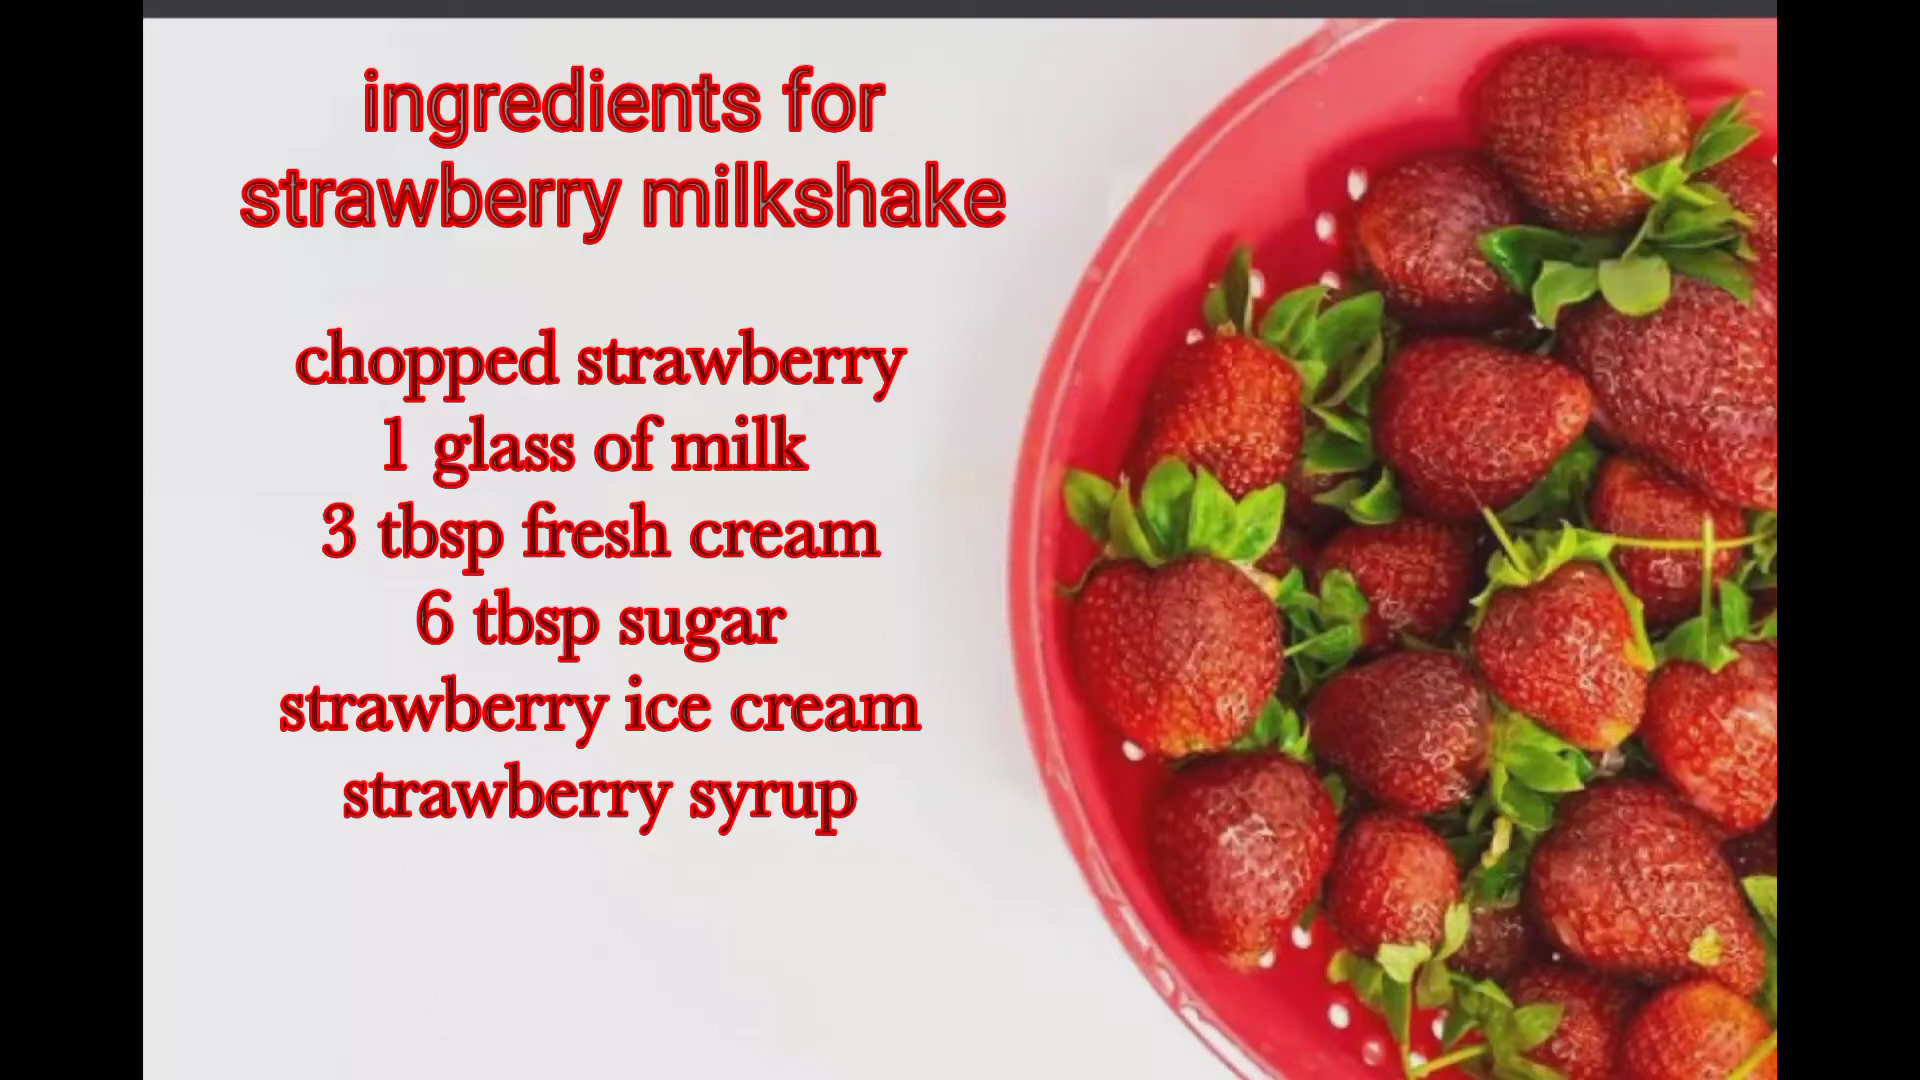 ingredients for
strawberry milkshake
chopped strawberry
1 glass of milk
3 tbsp fresh cream
6 tbsp sugar
strawberry ice cream
strawberry syrup